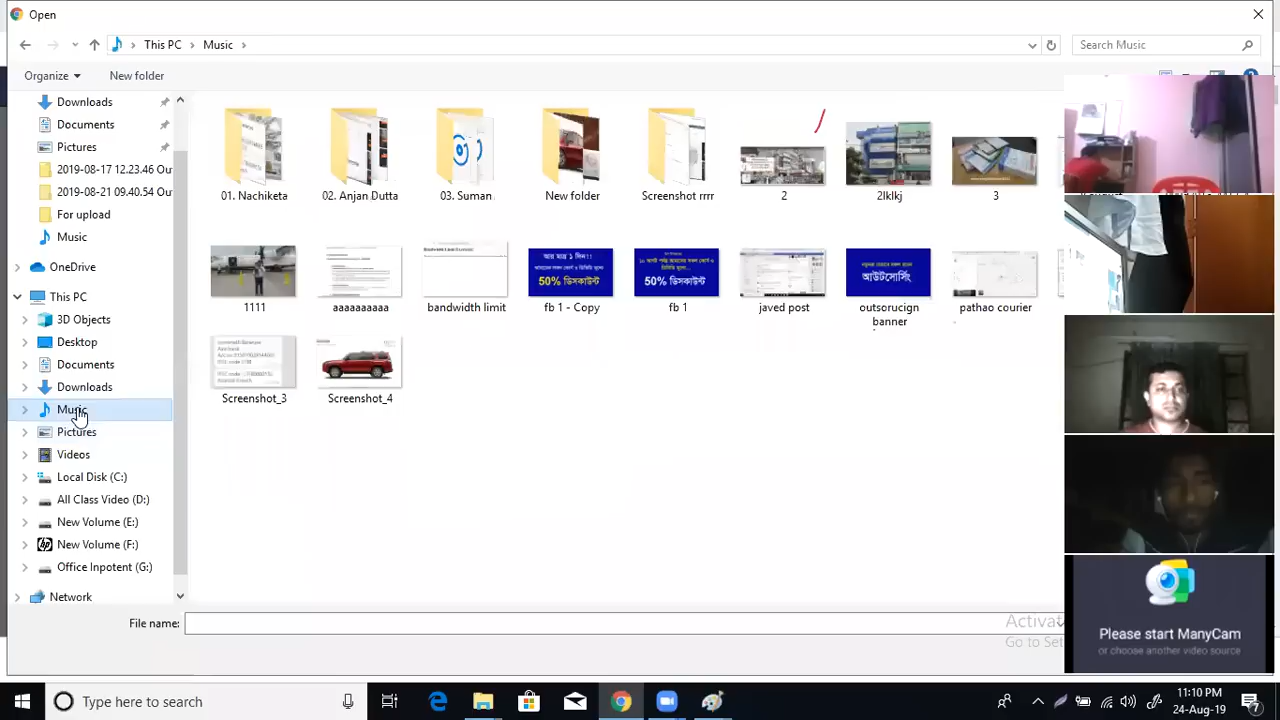 Open
This PC
Music
Search Music
Organize
New folder
Downloads
Documents
Pictures
2019-08-17 12.23.46 Ou
2019-08-21 09.40.54 Ou
For upload
Music
OneDrive
This PC
3D Objects
Desktop
Documents
Downloads
Music
Pictures
Videos
Local Disk (C:)
All Class Video (D:)
New Volume (E:)
New Volume (F:)
Office Inpotent (G:)
Network
01. Nachiketa
02. Anjan Dutta
03. Suman
New folder
Screenshot rrrr
2
2lklkj
3
আর মাত্র ১ দিন!!
50% ডিসকাউন্ট
50% ডিসকাউন্ট
আউটসোর্সিং
1111
aaaaaaaaaa
bandwidth limit
fb 1 - Copy
fb 1
javed post
outsorucign
banner
pathao courier
Screenshot_3
Screenshot_4
File name:
Activat
Go to Set
Please start ManyCam
or choose another video source
Type here to search
11:10 PM
24-Aug-19
7